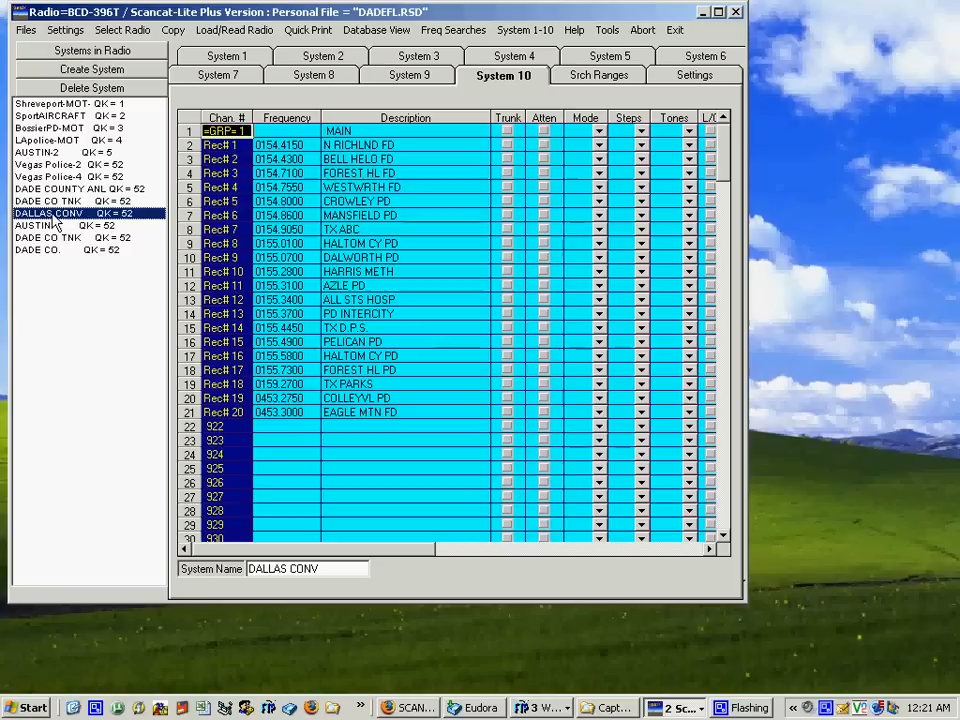 Radio=BCD-396T / Scancat-Lite Plus Version : Personal File = "DADEFL.RSD"
Files Settings Select Radio Copy Load/Read Radio Quick Print Database View Freq Searches System 1-10 Help Tools Abort Exit
Systems in Radio
Create System
Delete System
Shreveport-MOT- QK = 1
SportAIRCRAFT QK = 2
BossierPD-MOT QK = 3
LApolice-MOT QK = 4
AUSTIN-2 QK = 5
Vegas Police-2 QK = 52
Vegas Police-4 QK = 52
DADE COUNTY ANL QK = 52
DADE CO TNK QK = 52
DALLAS CONV QK = 52
AUSTIN QK = 52
DADE CO TNK QK = 52
DADE CO. QK = 52
System 1 System 2 System 3 System 4 System 5 System 6
System 7 System 8 System 9 System 10 Srch Ranges Settings
Chan. # Frequency Description Trunk Atten Mode Steps Tones L/O
1 =GRP= 1 MAIN
2 Rec# 1 0154.4150 N RICHLND FD
3 Rec# 2 0154.4300 BELL HELO FD
4 Rec# 3 0154.7100 FOREST HL FD
5 Rec# 4 0154.7550 WESTWRTH FD
6 Rec# 5 0154.8000 CROWLEY PD
7 Rec# 6 0154.8600 MANSFIELD PD
8 Rec# 7 0154.9050 TX ABC
9 Rec# 8 0155.0100 HALTOM CY PD
10 Rec# 9 0155.0700 DALWORTH PD
11 Rec# 10 0155.2800 HARRIS METH
12 Rec# 11 0155.3100 AZLE PD
13 Rec# 12 0155.3400 ALL STS HOSP
14 Rec# 13 0155.3700 PD INTERCITY
15 Rec# 14 0155.4450 TX D.P.S.
16 Rec# 15 0155.4900 PELICAN PD
17 Rec# 16 0155.5800 HALTOM CY PD
18 Rec# 17 0155.7300 FOREST HL PD
19 Rec# 18 0159.2700 TX PARKS
20 Rec# 19 0453.2750 COLLEYVL PD
21 Rec# 20 0453.3000 EAGLE MTN FD
22 922
23 923
24 924
25 925
26 926
27 927
28 928
29 929
30 930
System Name DALLAS CONV
Start » SCAN... Eudora 3 W... Capt... 2 Sc... Flashing « 12:21 AM